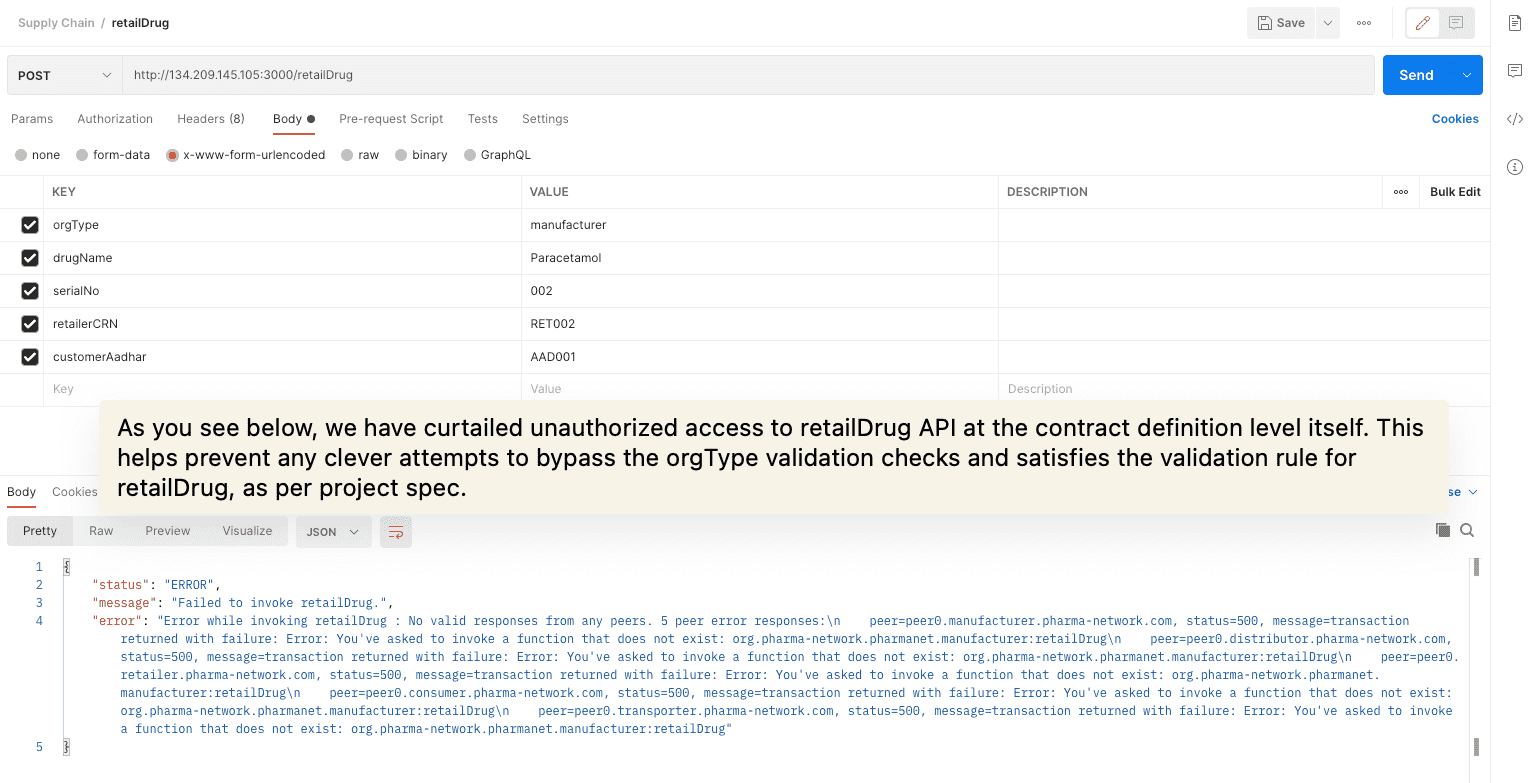 Supply Chain / retailDrug
Save
POST
http://134.209.145.105:3000/retailDrug
Send
Params Authorization Headers (8) Body Pre-request Script Tests Settings Cookies
none form-data x-www-form-urlencoded raw binary GraphQL
KEY VALUE DESCRIPTION Bulk Edit
orgType manufacturer
drugName Paracetamol
serialNo 002
retailerCRN RET002
customerAadhar AAD001
Key Value Description
As you see below, we have curtailed unauthorized access to retailDrug API at the contract definition level itself. This
helps prevent any clever attempts to bypass the orgType validation checks and satisfies the validation rule for
retailDrug, as per project spec.
Body Cookies se
Pretty Raw Preview Visualize JSON
1 {
2 "status": "ERROR",
3 "message": "Failed to invoke retailDrug.",
4 "error": "Error while invoking retailDrug : No valid responses from any peers. 5 peer error responses:\n    peer=peer0.manufacturer.pharma-network.com, status=500, message=transaction
returned with failure: Error: You've asked to invoke a function that does not exist: org.pharma-network.pharmanet.manufacturer:retailDrug\n    peer=peer0.distributor.pharma-network.com,
status=500, message=transaction returned with failure: Error: You've asked to invoke a function that does not exist: org.pharma-network.pharmanet.manufacturer:retailDrug\n    peer=peer0.
retailer.pharma-network.com, status=500, message=transaction returned with failure: Error: You've asked to invoke a function that does not exist: org.pharma-network.pharmanet.
manufacturer:retailDrug\n    peer=peer0.consumer.pharma-network.com, status=500, message=transaction returned with failure: Error: You've asked to invoke a function that does not exist:
org.pharma-network.pharmanet.manufacturer:retailDrug\n    peer=peer0.transporter.pharma-network.com, status=500, message=transaction returned with failure: Error: You've asked to invoke
a function that does not exist: org.pharma-network.pharmanet.manufacturer:retailDrug"
5 }